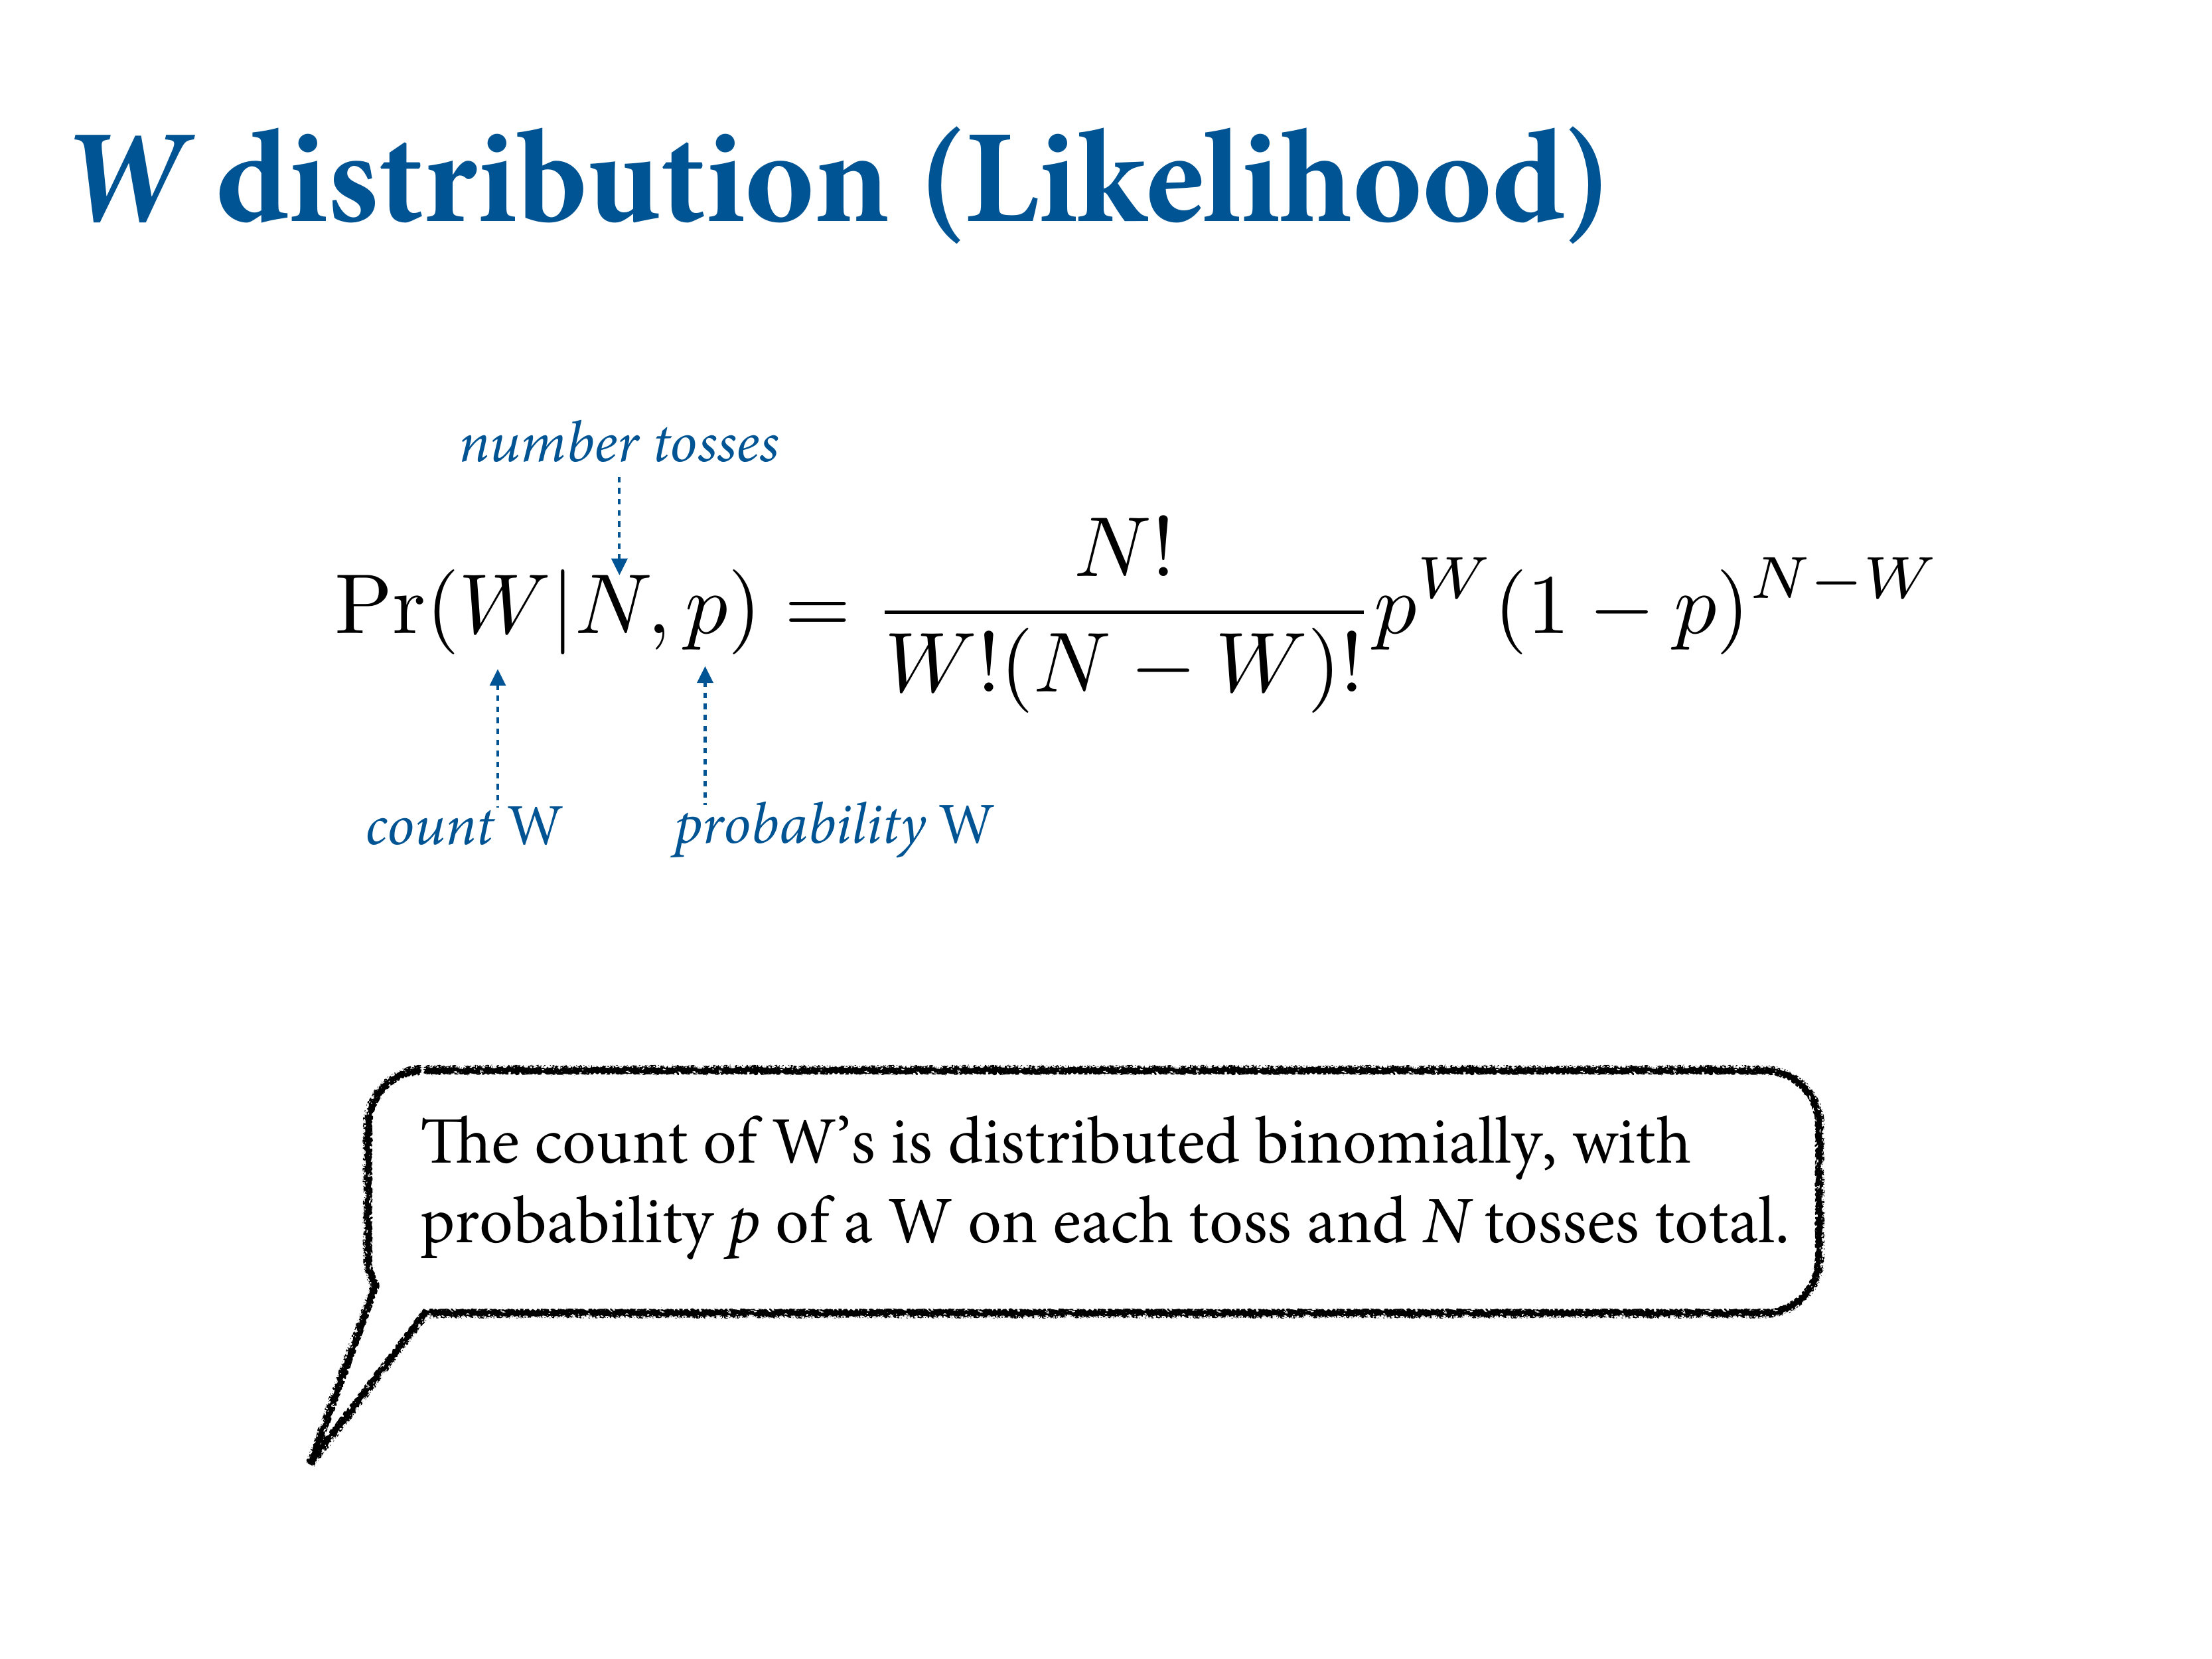 W distribution (Likelihood)
number tosses
Pr(W|N, p) = \frac{N!}{W!(N − W)!} p^W (1 − p)^{N−W}
count W
probability W
The count of W’s is distributed binomially, with
probability p of a W on each toss and N tosses total.